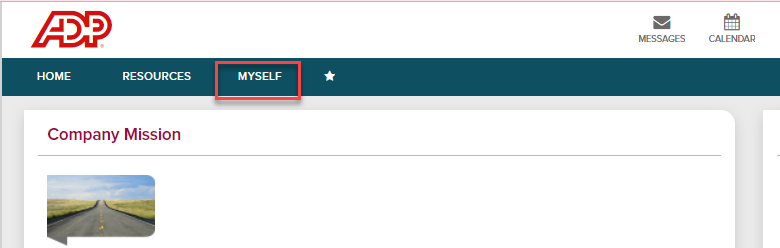 ADP
MESSAGES CALENDAR
HOME RESOURCES MYSELF
Company Mission